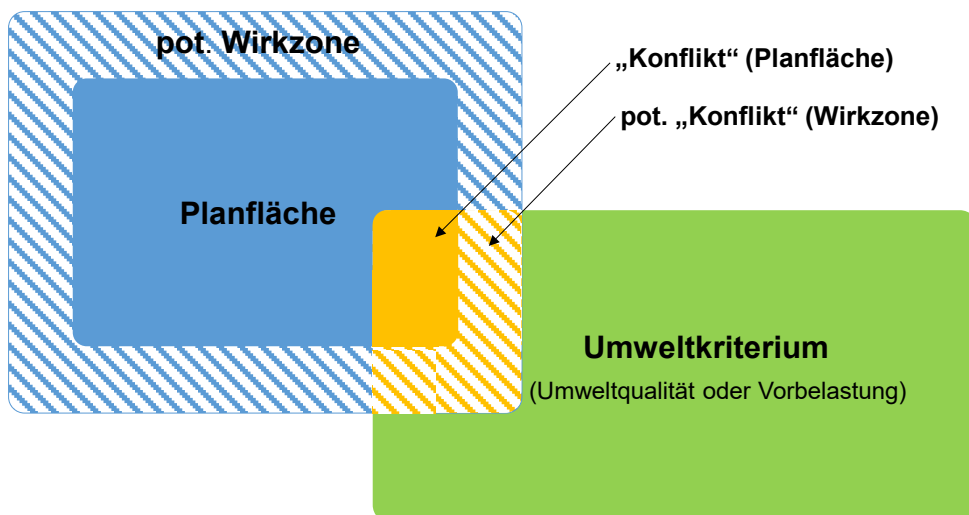 pot. Wirkzone
„Konflikt“ (Planfläche)
pot. „Konflikt“ (Wirkzone)
Planfläche
Umweltkriterium
(Umweltqualität oder Vorbelastung)